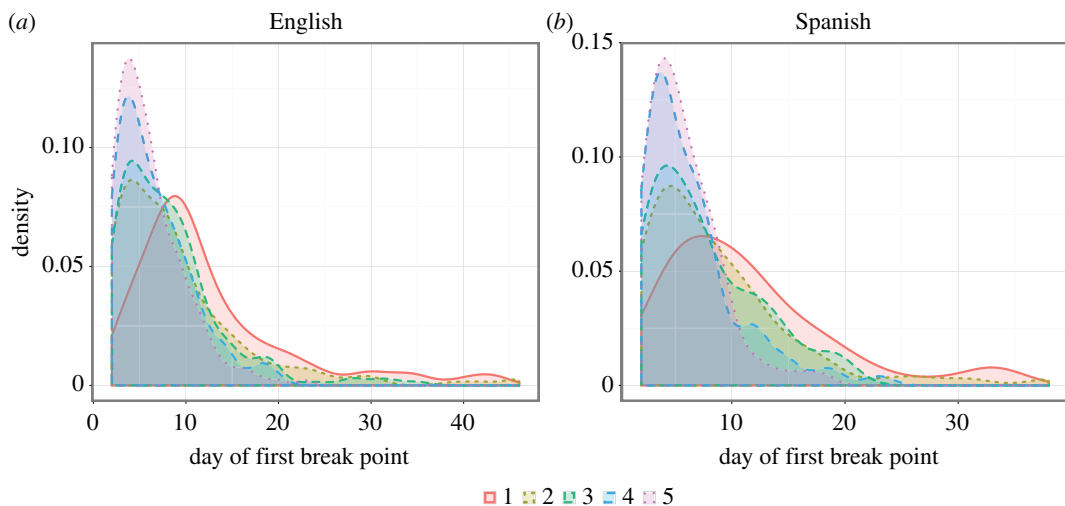 (a) English
(b) Spanish
density
0.10
0.05
0
0 10 20 30 40
day of first break point
0.15
0.10
0.05
0
10 20 30
day of first break point
1 2 3 4 5